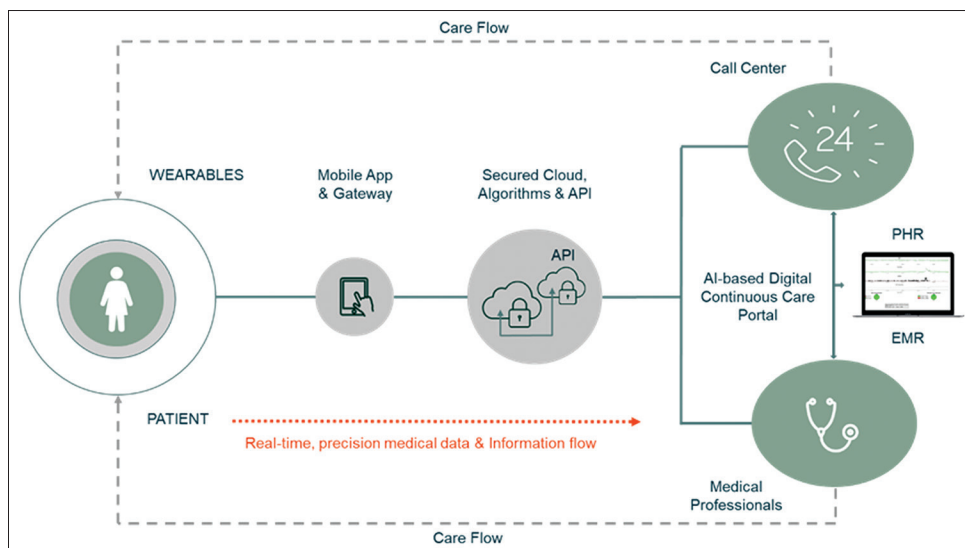 Care Flow
Call Center
24
WEARABLES
Mobile App
& Gateway
Secured Cloud,
Algorithms & API
API
PHR
AI-based Digital
Continuous Care
Portal
EMR
PATIENT
Real-time, precision medical data & Information flow
Medical
Professionals
Care Flow